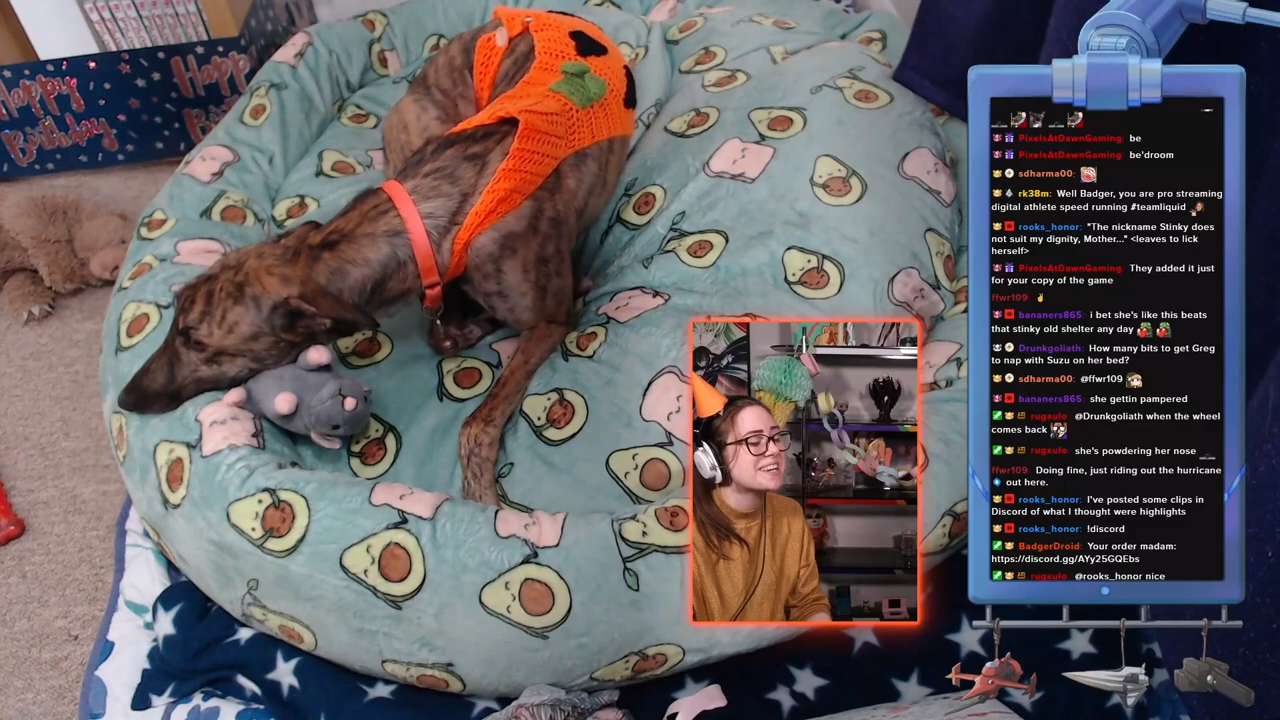 Happy
Birthday
Happy
PixelsAtDawnGaming: be
PixelsAtDawnGaming: be'droom
sdharma00:
rk38m: Well Badger, you are pro streaming
digital athlete speed running #teamliquid
rooks_honor: "The nickname Stinky does
not suit my dignity, Mother..." <leaves to lick
herself>
PixelsAtDawnGaming: They added it just
for your copy of the game
ffwr109: ✌
bananers865: i bet she's like this beats
that stinky old shelter any day
Drunkgoliath: How many bits to get Greg
to nap with Suzu on her bed?
sdharma00: @ffwr109
bananers865: she gettin pampered
rugxulo: @Drunkgoliath when the wheel
comes back
rugxulo: she's powdering her nose
ffwr109: Doing fine, just riding out the hurricane
🌀 out here.
rooks_honor: I've posted some clips in
Discord of what I thought were highlights
rooks_honor: !discord
BadgerDroid: Your order madam:
https://discord.gg/AYy25GQEbs
rugxulo: @rooks_honor nice